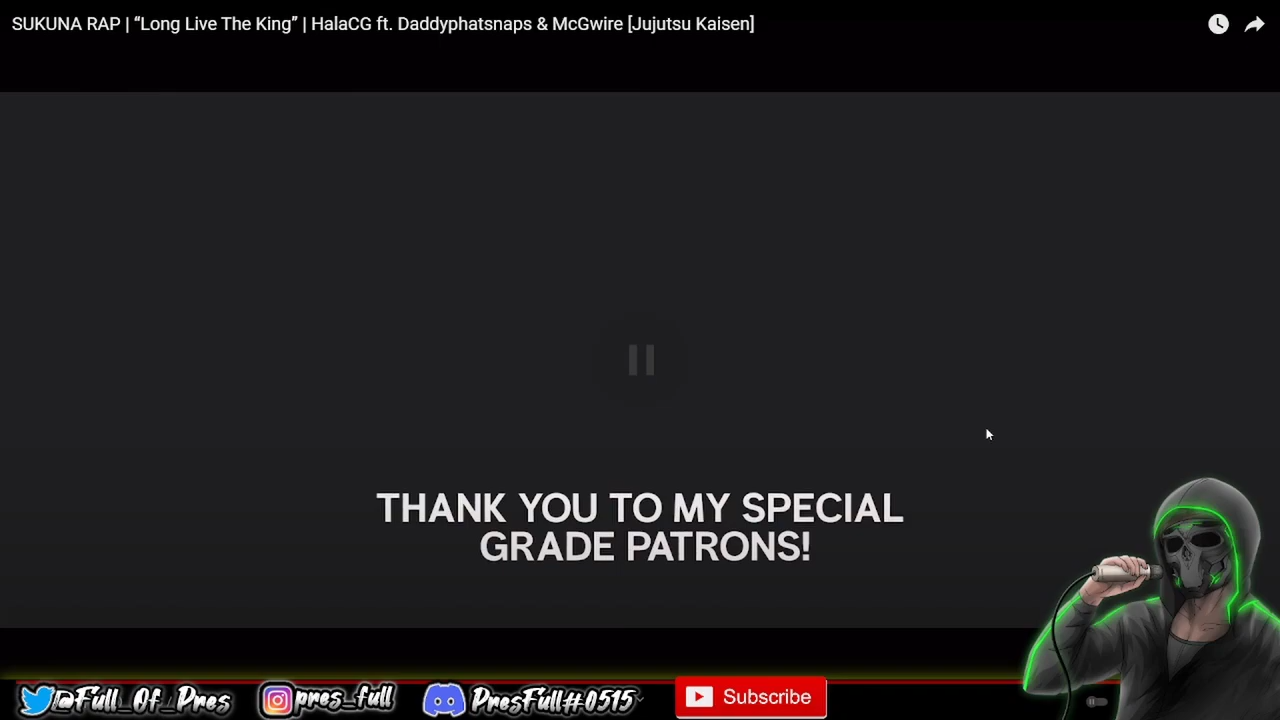 SUKUNA RAP | “Long Live The King” | HalaCG ft. Daddyphatsnaps & McGwire [Jujutsu Kaisen]
THANK YOU TO MY SPECIAL
GRADE PATRONS!
@Full_Of_Pres pres_full PresFull#0515 Subscribe